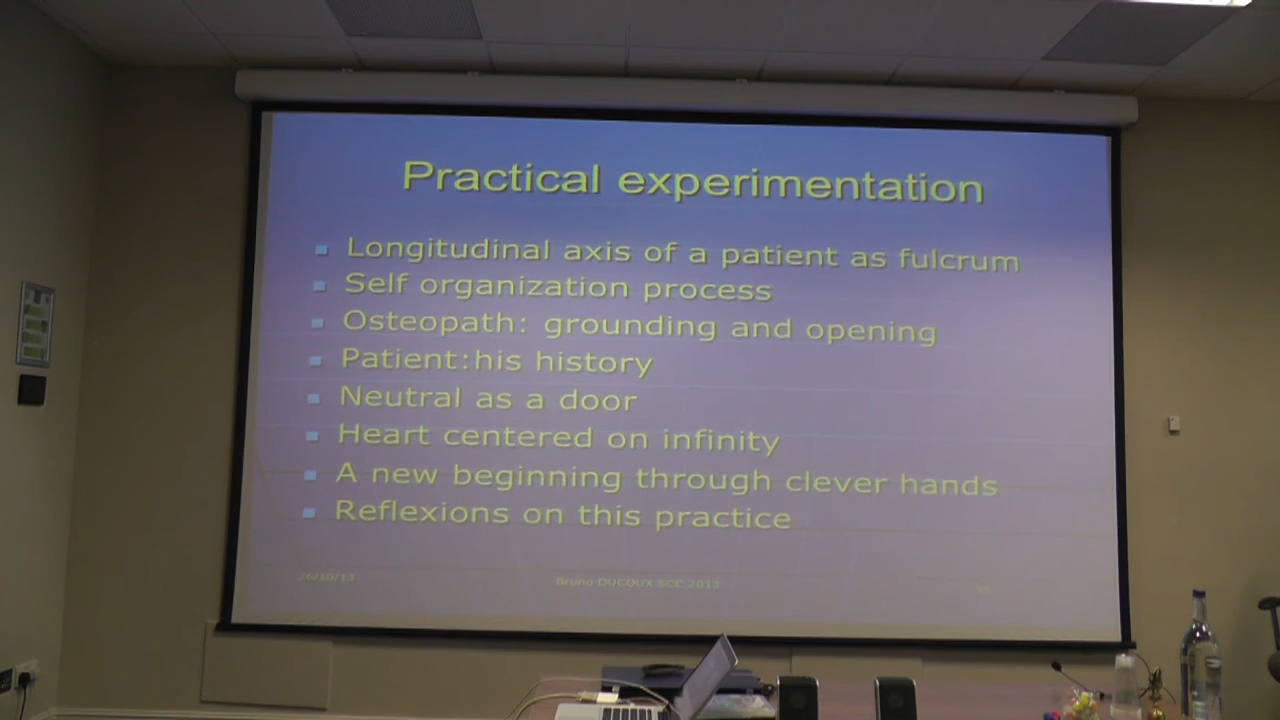 Practical experimentation
Longitudinal axis of a patient as fulcrum
Self organization process
Osteopath: grounding and opening
Patient:his history
Neutral as a door
Heart centered on infinity
A new beginning through clever hands
Reflexions on this practice
26/10/13
Bruno DUCOUX SCC 2013